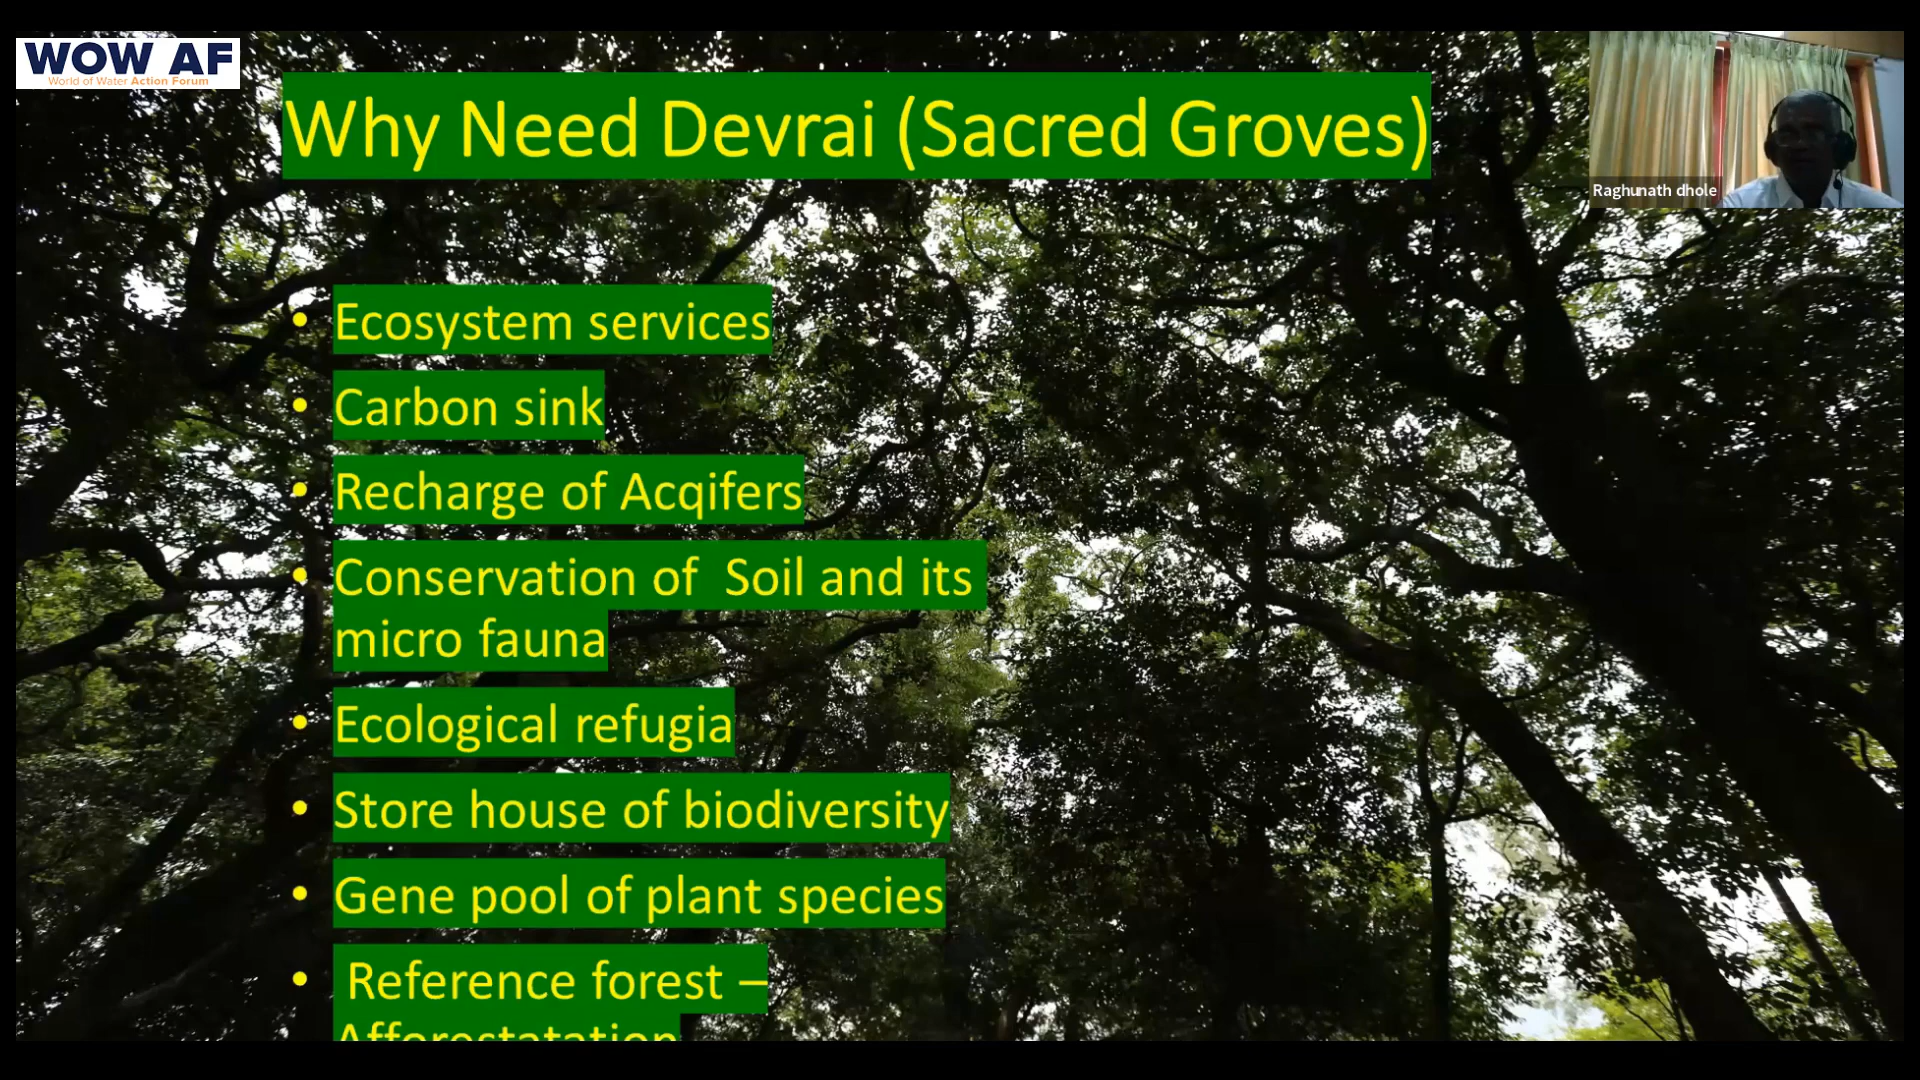 WOW AF
World of Water Action Forum
Why Need Devrai (Sacred Groves)
Raghunath dhole
• Ecosystem services
• Carbon sink
• Recharge of Acqifers
• Conservation of Soil and its
micro fauna
• Ecological refugia
• Store house of biodiversity
• Gene pool of plant species
• Reference forest –
Afforestatation